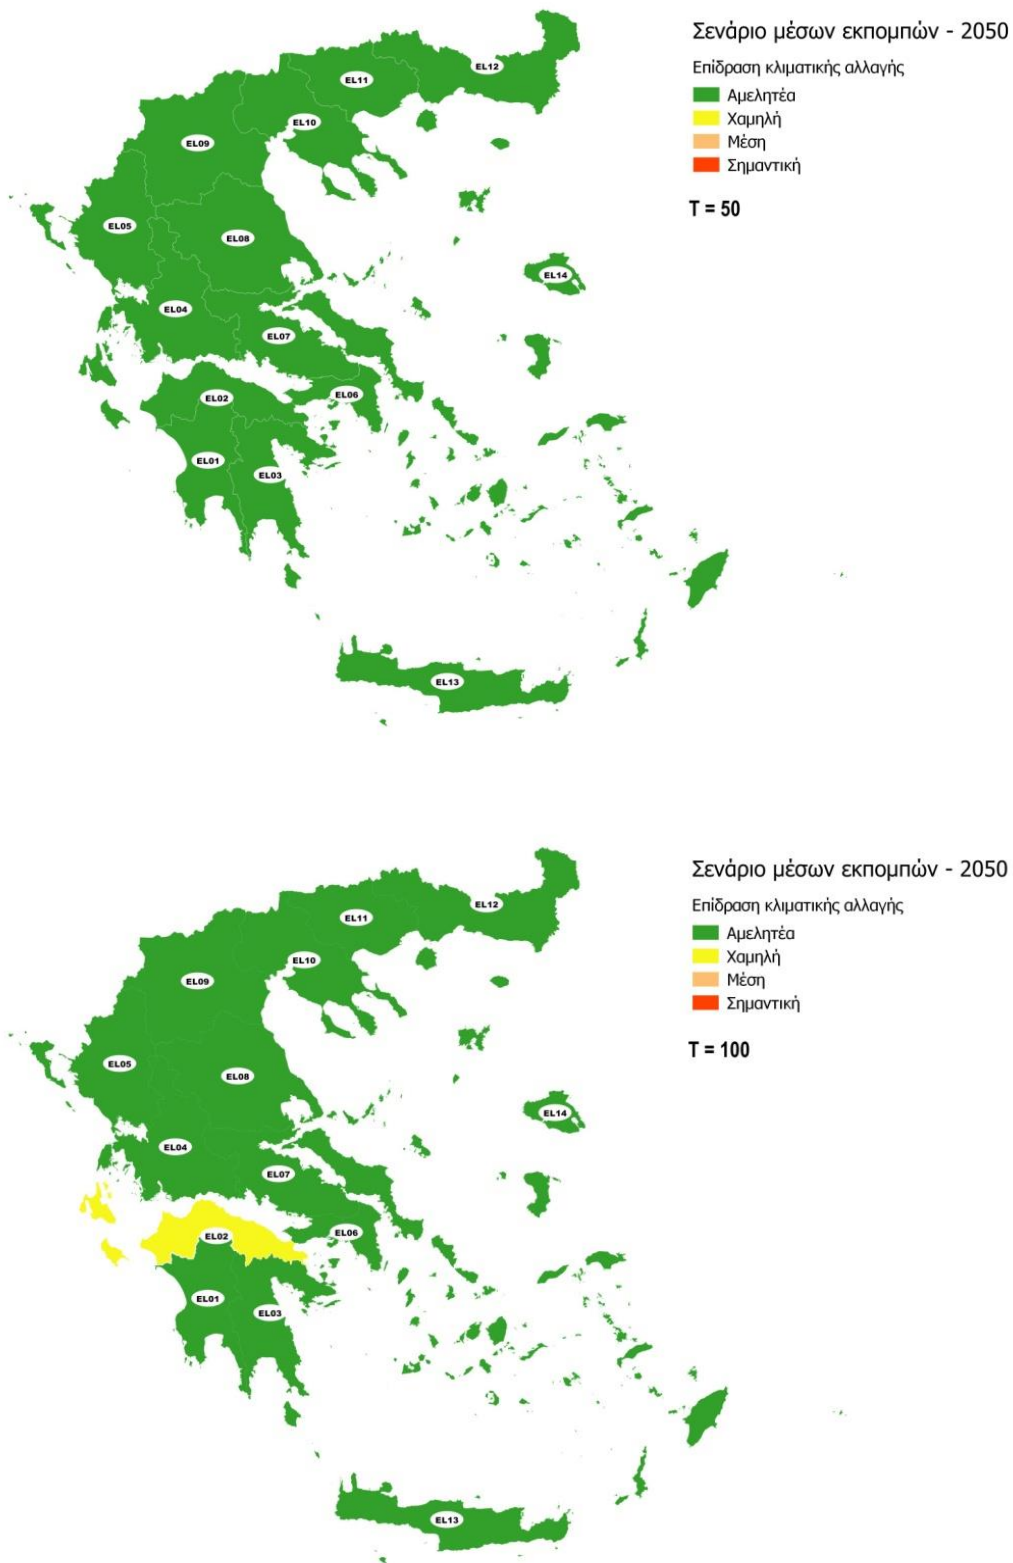 Σενάριο μέσων εκπομπών - 2050
Επίδραση κλιματικής αλλαγής
Αμελητέα
Χαμηλή
Μέση
Σημαντική
T = 50
EL12
EL11
EL10
EL09
EL05
EL08
EL14
EL04
EL07
EL06
EL02
EL01
EL03
EL13
Σενάριο μέσων εκπομπών - 2050
Επίδραση κλιματικής αλλαγής
Αμελητέα
Χαμηλή
Μέση
Σημαντική
T = 100
EL12
EL11
EL10
EL09
EL05
EL08
EL14
EL04
EL07
EL06
EL02
EL01
EL03
EL13